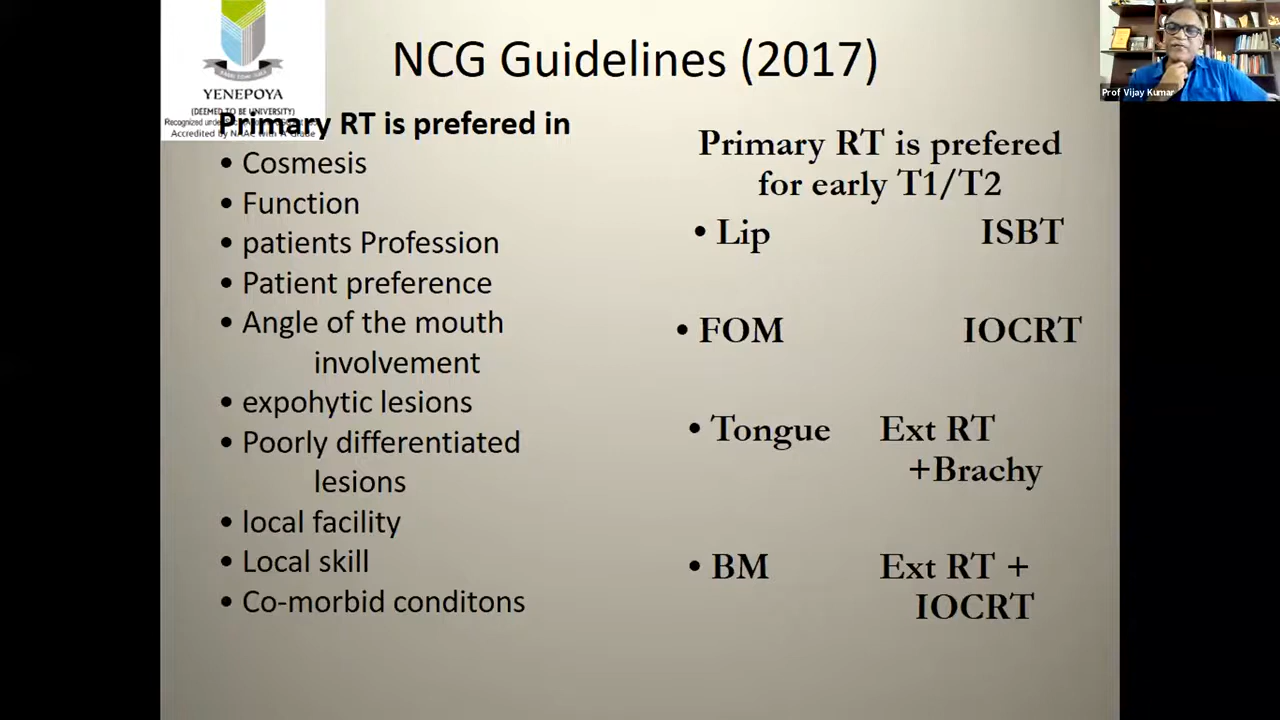 NCG Guidelines (2017)
YENEPOYA
(DEEMED TO BE UNIVERSITY)
Recognized under
Accredited by NAAC with A Grade
Primary RT is prefered in
• Cosmesis
• Function
• patients Profession
• Patient preference
• Angle of the mouth
involvement
• expohytic lesions
• Poorly differentiated
lesions
• local facility
• Local skill
• Co-morbid conditons
Primary RT is prefered
for early T1/T2
• Lip ISBT
• FOM IOCRT
• Tongue Ext RT
+Brachy
• BM Ext RT +
IOCRT
Prof Vijay Kumar